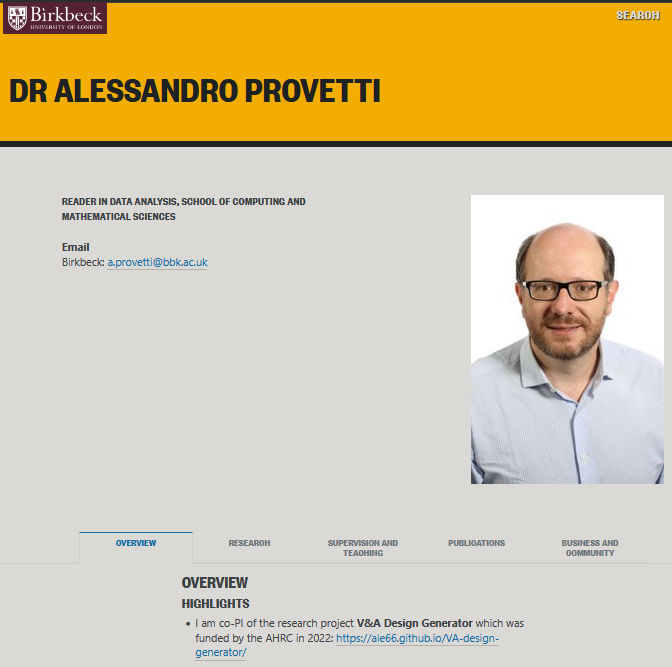 Birkbeck
UNIVERSITY OF LONDON
SEARCH
DR ALESSANDRO PROVETTI
READER IN DATA ANALYSIS, SCHOOL OF COMPUTING AND
MATHEMATICAL SCIENCES
Email
Birkbeck: a.provetti@bbk.ac.uk
OVERVIEW
RESEARCH
SUPERVISION AND
TEACHING
PUBLICATIONS
BUSINESS AND
COMMUNITY
OVERVIEW
HIGHLIGHTS
• I am co-PI of the research project V&A Design Generator which was
funded by the AHRC in 2022: https://ale66.github.io/VA-design-
generator/